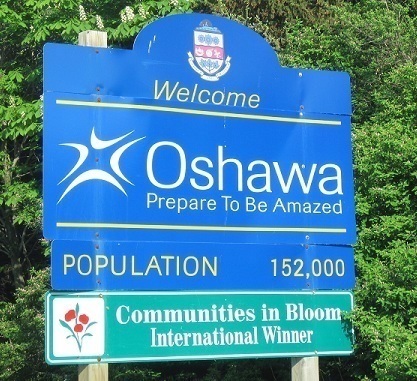 Welcome
Oshawa
Prepare To Be Amazed
POPULATION 152,000
Communities in Bloom
International Winner